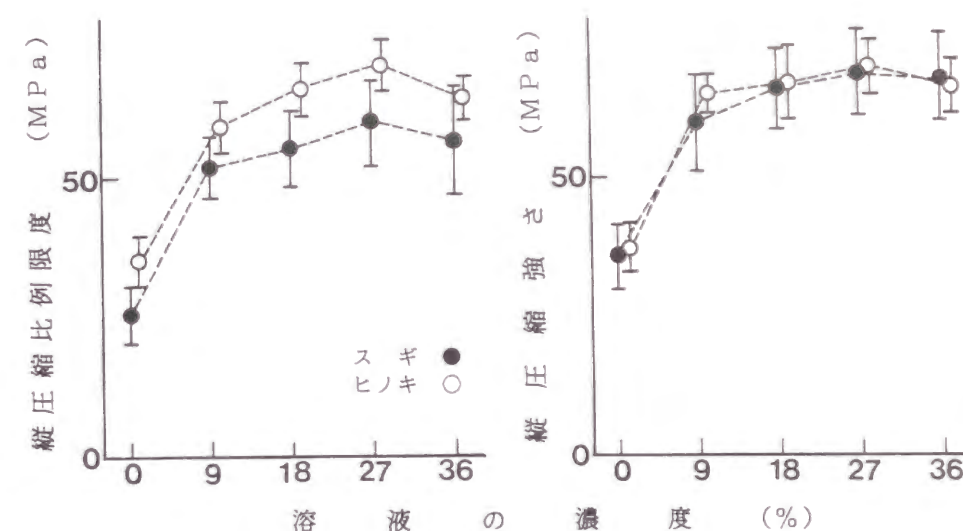 縦圧縮比例限度 (MPa)
50
0
0 9 18 27 36
スギ ●
ヒノキ ○
縦圧縮強さ (MPa)
50
0
0 9 18 27 36
溶液の濃度 (%)